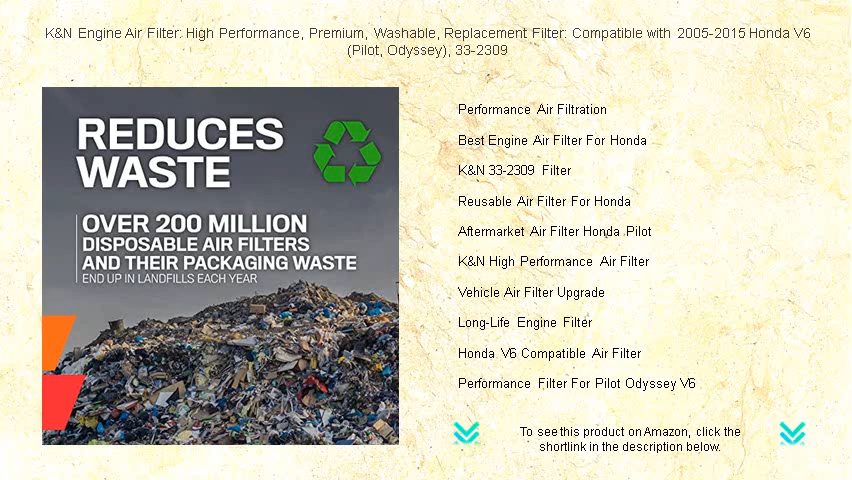 K&N Engine Air Filter: High Performance, Premium, Washable, Replacement Filter: Compatible with 2005-2015 Honda V6
(Pilot, Odyssey), 33-2309
REDUCES
WASTE
OVER 200 MILLION
DISPOSABLE AIR FILTERS
AND THEIR PACKAGING WASTE
END UP IN LANDFILLS EACH YEAR
Performance Air Filtration
Best Engine Air Filter For Honda
K&N 33-2309 Filter
Reusable Air Filter For Honda
Aftermarket Air Filter Honda Pilot
K&N High Performance Air Filter
Vehicle Air Filter Upgrade
Long-Life Engine Filter
Honda V6 Compatible Air Filter
Performance Filter For Pilot Odyssey V6
To see this product on Amazon, click the
shortlink in the description below.